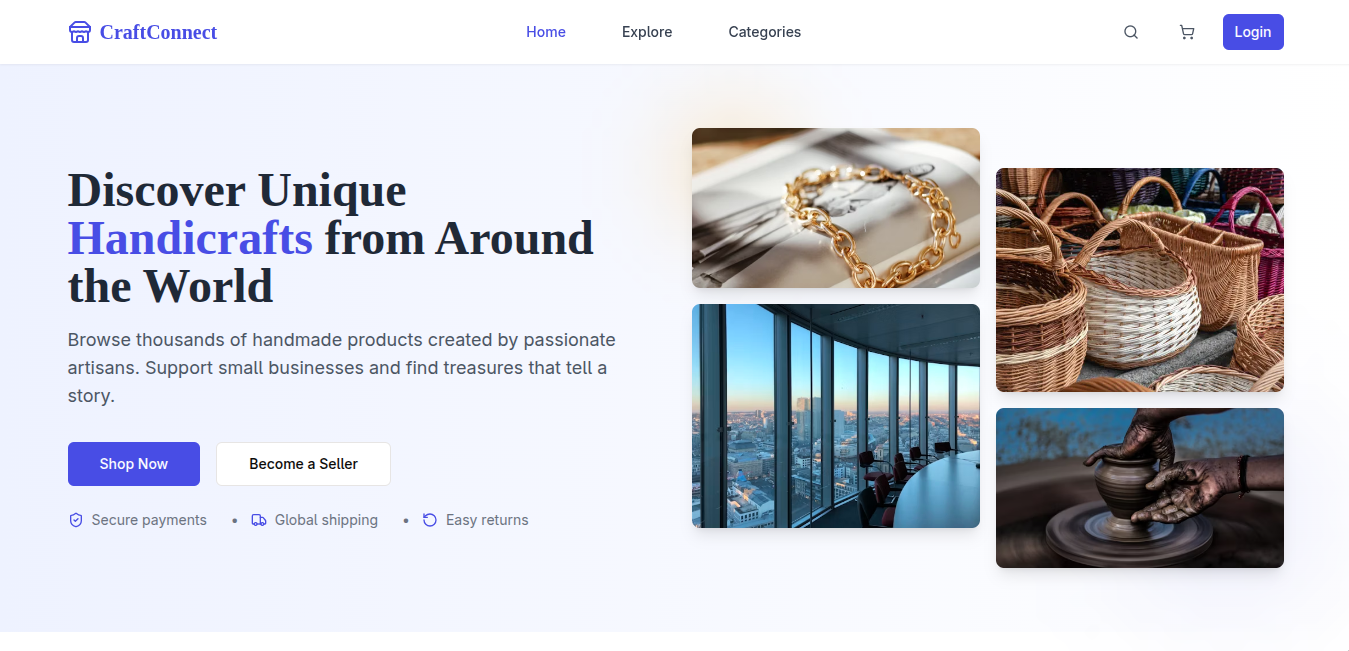 CraftConnect
Home
Explore
Categories
Login
Discover Unique
Handicrafts from Around
the World
Browse thousands of handmade products created by passionate
artisans. Support small businesses and find treasures that tell a
story.
Shop Now
Become a Seller
Secure payments
• Global shipping
• Easy returns